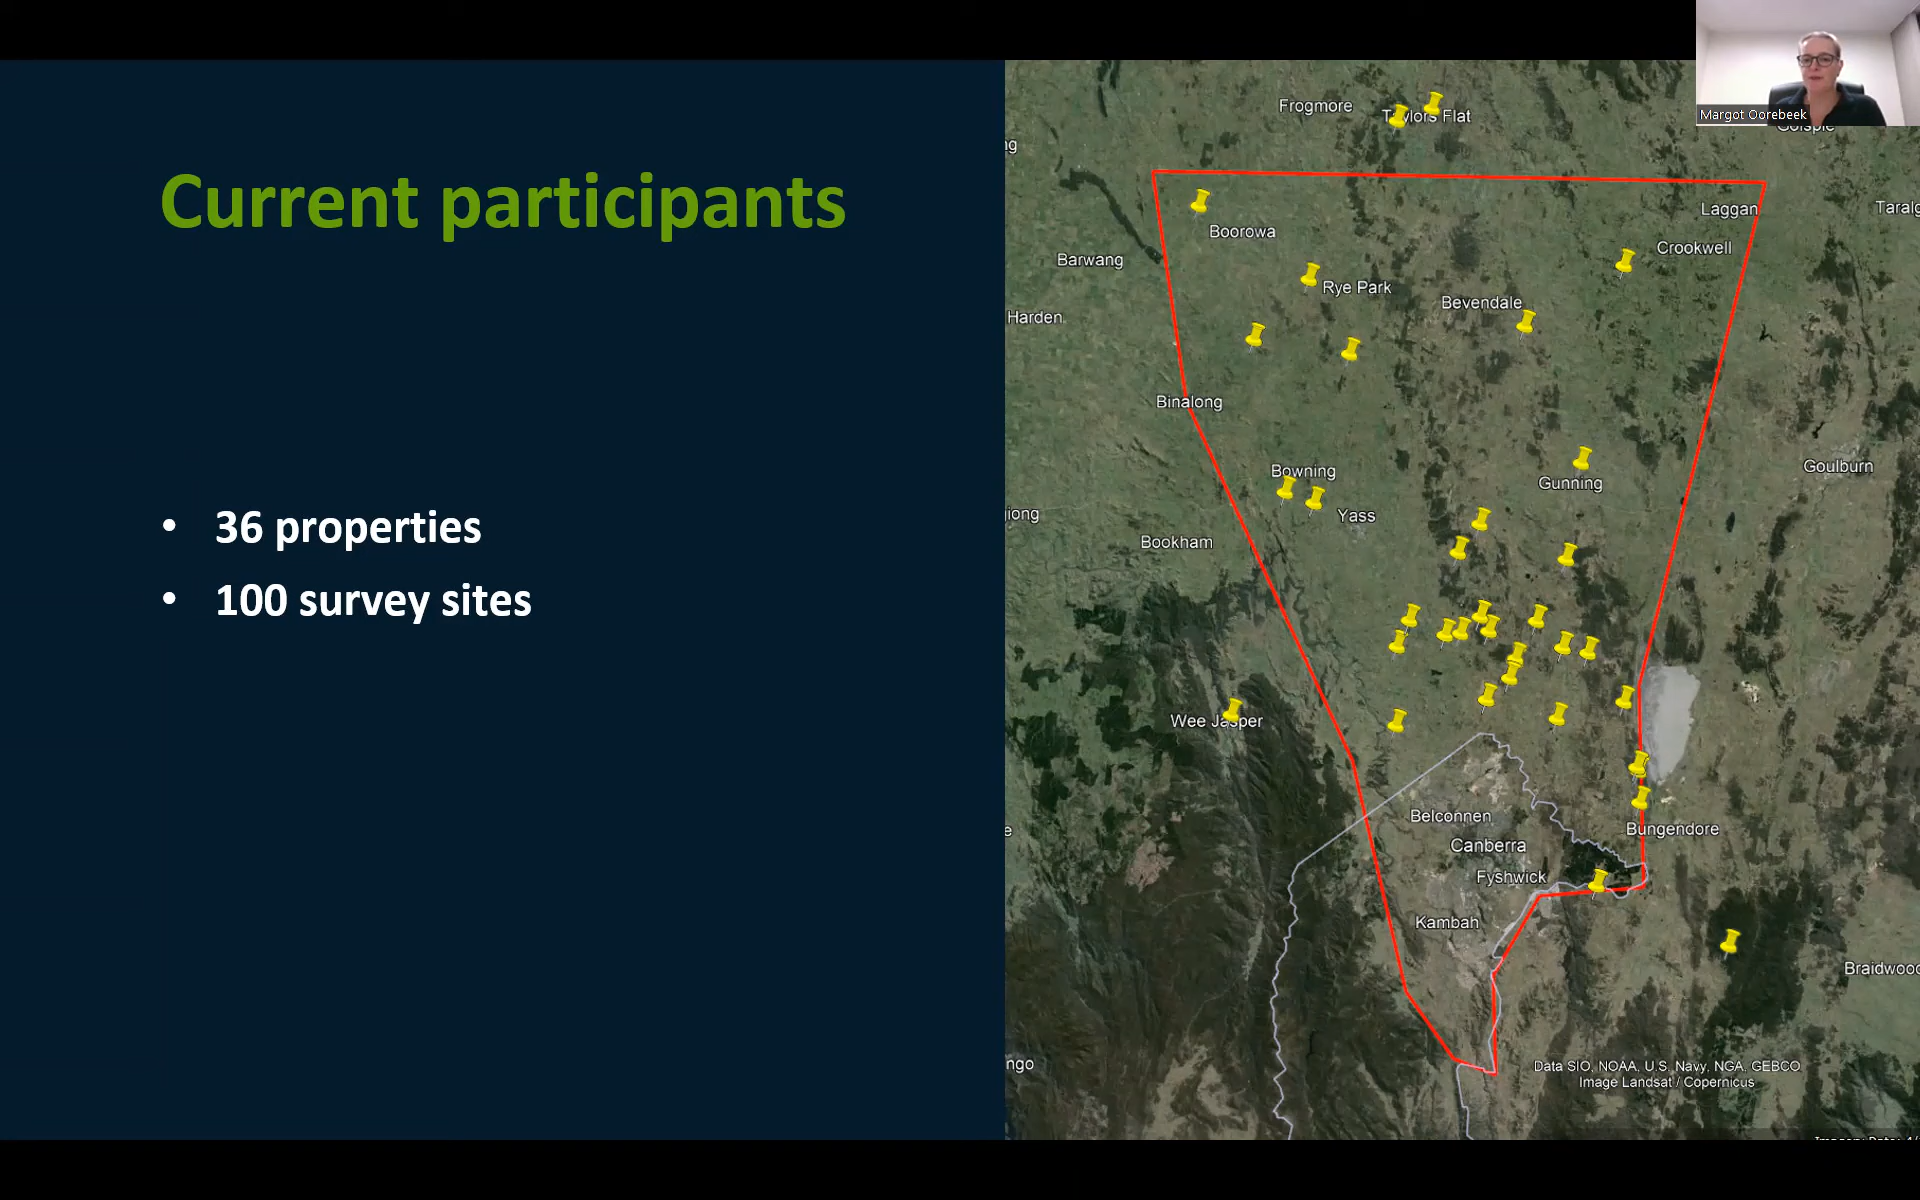 Margot Oorebeek
Current participants
• 36 properties
• 100 survey sites
Frogmore
Taylors Flat
Laggan
Boorowa
Crookwell
Barwang
Rye Park
Bevendale
Harden
Binalong
Bowning
Goulburn
Gunning
Yass
Bookham
Wee Jasper
Belconnen
Bungendore
Canberra
Fyshwick
Kambah
Braidwood
Data SIO, NOAA, U.S. Navy, NGA, GEBCO
Image Landsat / Copernicus